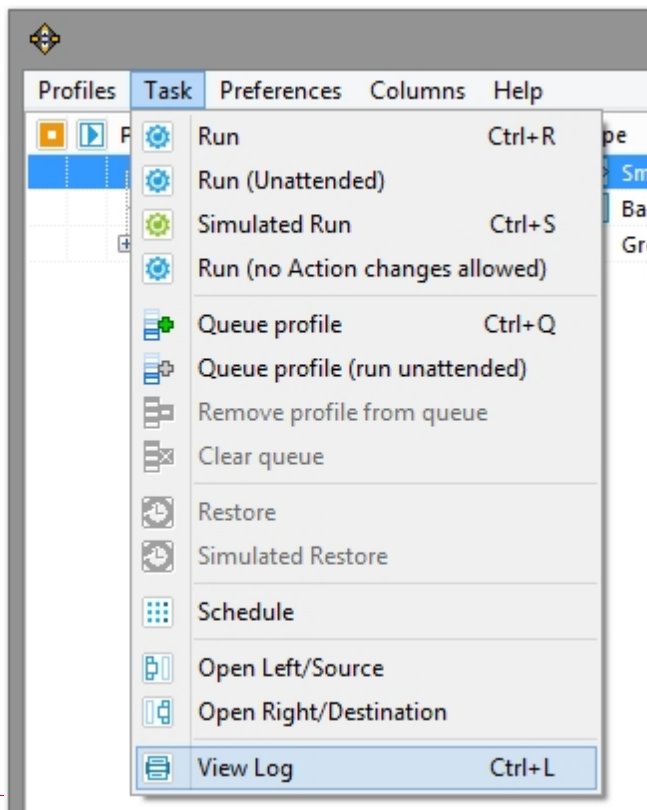 Profiles Task Preferences Columns Help
Run Ctrl+R
Run (Unattended)
Simulated Run Ctrl+S
Run (no Action changes allowed)
Queue profile Ctrl+Q
Queue profile (run unattended)
Remove profile from queue
Clear queue
Restore
Simulated Restore
Schedule
Open Left/Source
Open Right/Destination
View Log Ctrl+L